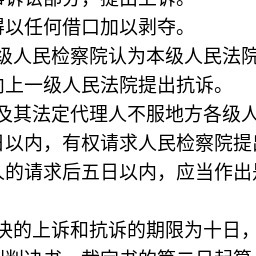 事诉讼部分，提出上诉。
得以任何借口加以剥夺。
级人民检察院认为本级人民法院
向上一级人民法院提出抗诉。
及其法定代理人不服地方各级人
日以内，有权请求人民检察院提出
人的请求后五日以内，应当作出是
决的上诉和抗诉的期限为十日，